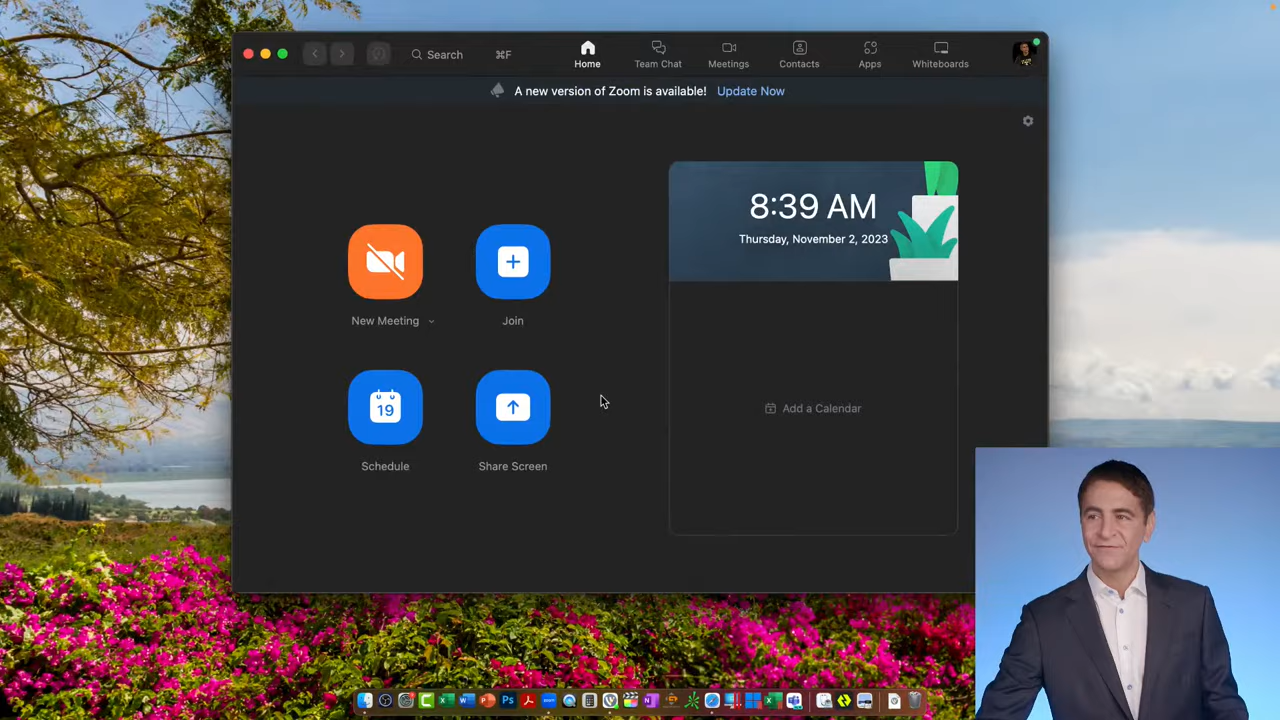 Search
⌘F
Home
Team Chat
Meetings
Contacts
Apps
Whiteboards
A new version of Zoom is available! Update Now
8:39 AM
Thursday, November 2, 2023
New Meeting
Join
Add a Calendar
19
Schedule
Share Screen